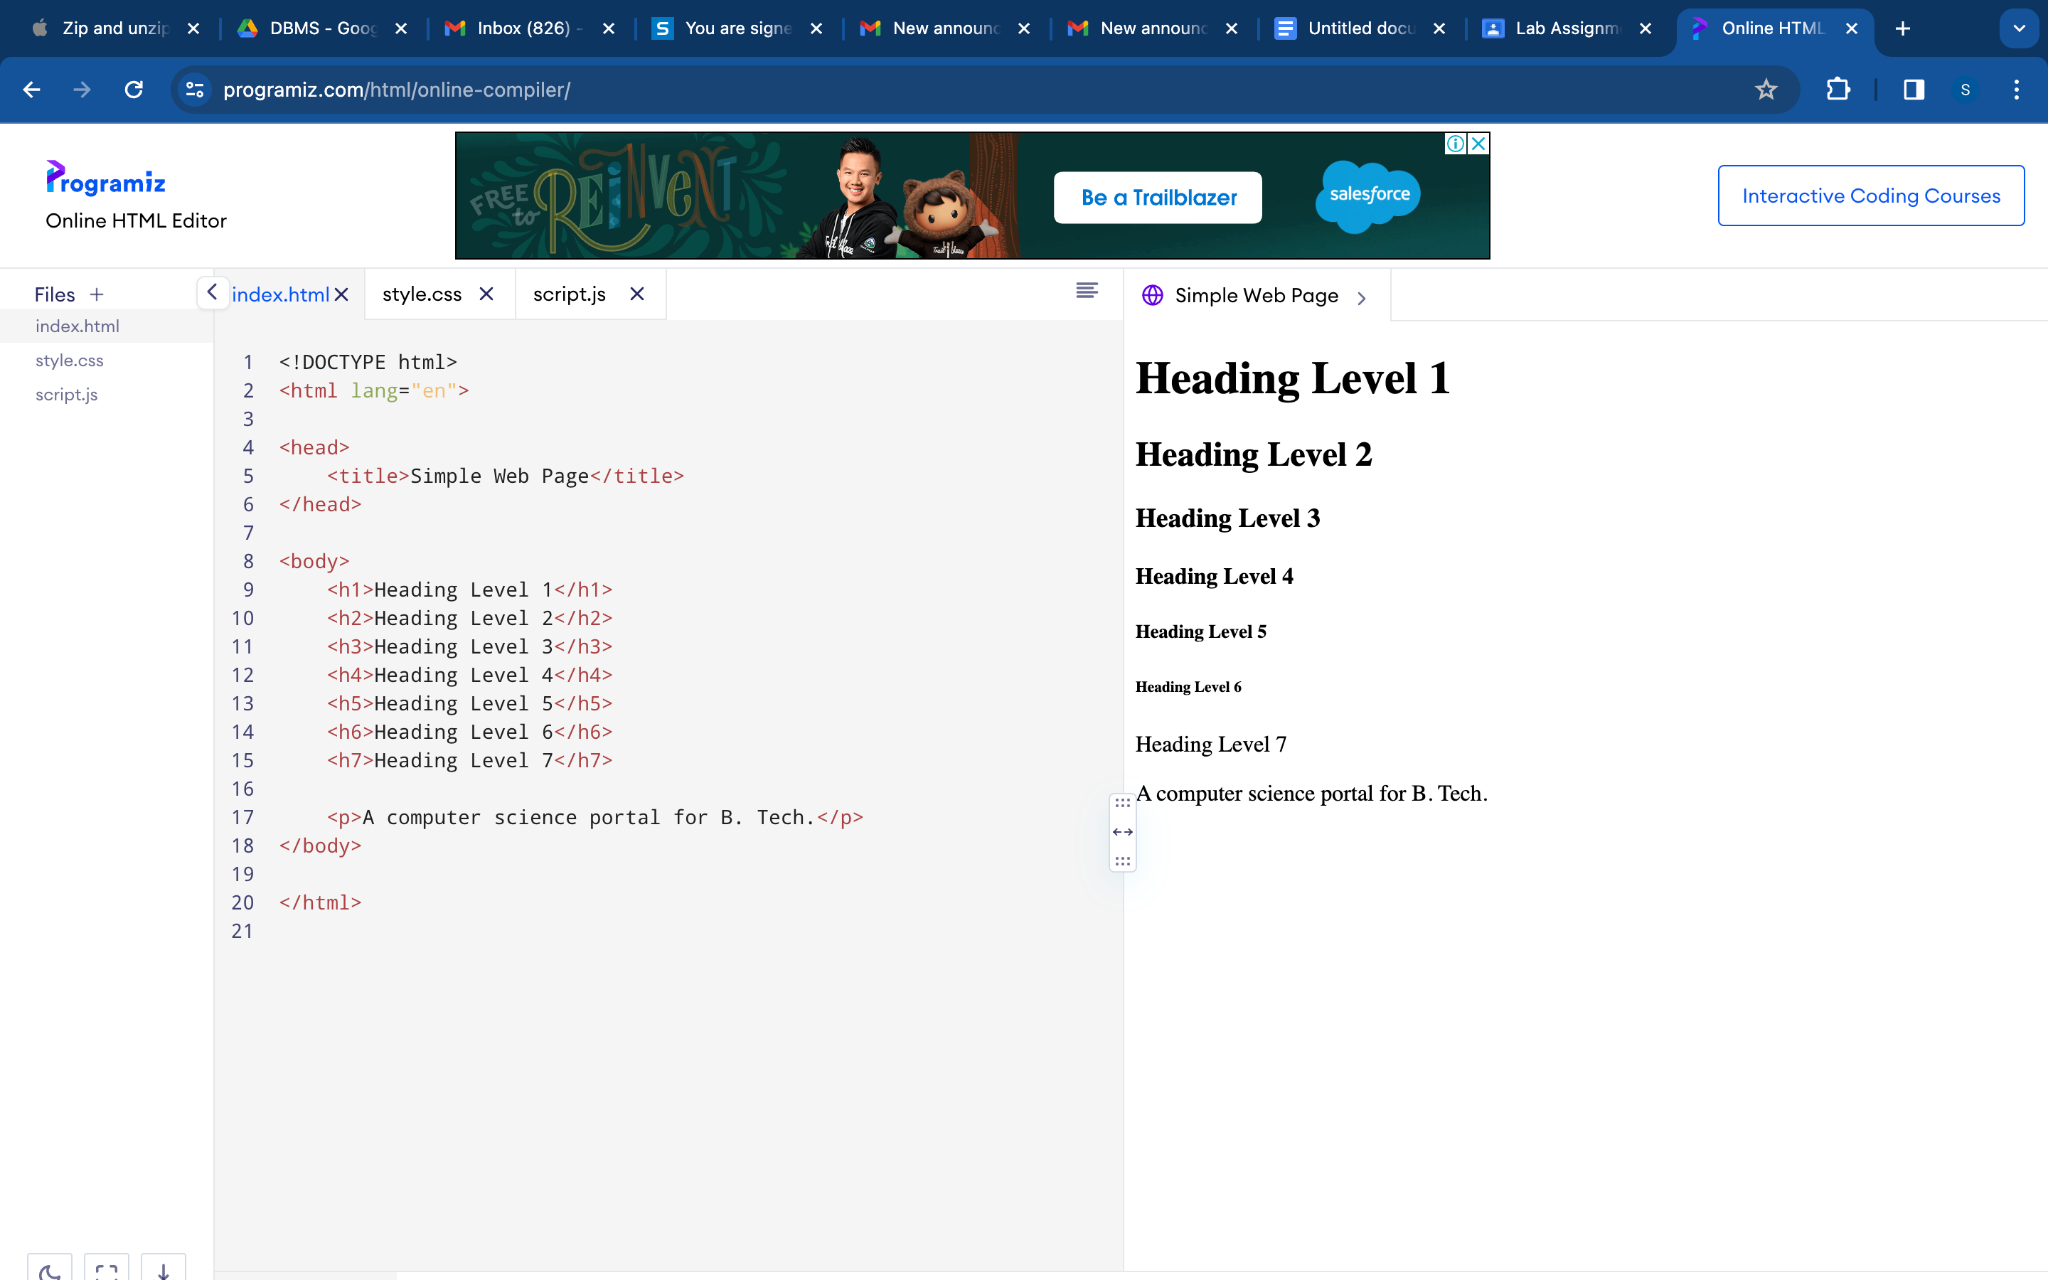 Zip and unzip
DBMS - Goog
Inbox (826) -
You are signe
New announc
New announc
Untitled docu
Lab Assignm
Online HTML
programiz.com/html/online-compiler/
S
Programiz
Online HTML Editor
FREE to REINVENT
Be a Trailblazer
salesforce
Interactive Coding Courses
Files +
index.html
style.css
script.js
index.html
style.css
script.js
Simple Web Page
1 <!DOCTYPE html>
2 <html lang="en">
3
4 <head>
5     <title>Simple Web Page</title>
6 </head>
7
8 <body>
9     <h1>Heading Level 1</h1>
10     <h2>Heading Level 2</h2>
11     <h3>Heading Level 3</h3>
12     <h4>Heading Level 4</h4>
13     <h5>Heading Level 5</h5>
14     <h6>Heading Level 6</h6>
15     <h7>Heading Level 7</h7>
16
17     <p>A computer science portal for B. Tech.</p>
18 </body>
19
20 </html>
21
Heading Level 1
Heading Level 2
Heading Level 3
Heading Level 4
Heading Level 5
Heading Level 6
Heading Level 7
A computer science portal for B. Tech.